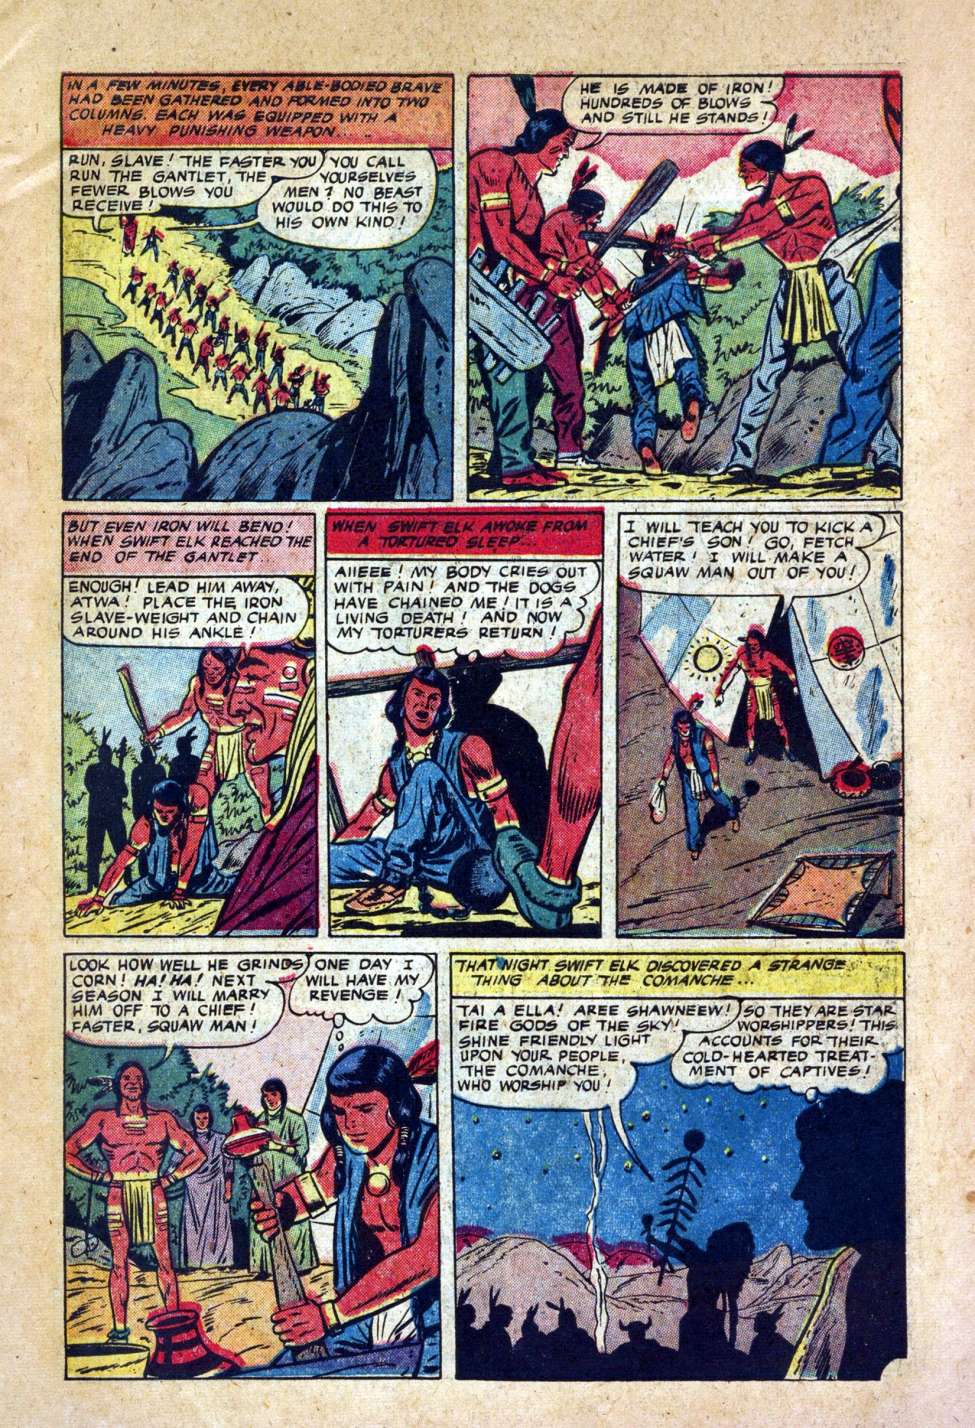 IN A FEW MINUTES, EVERY ABLE-BODIED BRAVE
HAD BEEN GATHERED AND FORMED INTO TWO
COLUMNS. EACH WAS EQUIPPED WITH A
HEAVY PUNISHING WEAPON.....
RUN, SLAVE! THE FASTER YOU
RUN THE GANTLET, THE
FEWER BLOWS YOU
RECEIVE!
YOU CALL
YOURSELVES
MEN? NO BEAST
WOULD DO THIS TO
HIS OWN KIND!
HE IS MADE OF IRON!
HUNDREDS OF BLOWS
AND STILL HE STANDS!
BUT EVEN IRON WILL BEND!
WHEN SWIFT ELK REACHED THE
END OF THE GANTLET...
ENOUGH! LEAD HIM AWAY,
ATWA! PLACE THE IRON
SLAVE-WEIGHT AND CHAIN
AROUND HIS ANKLE!
WHEN SWIFT ELK AWOKE FROM
A TORTURED SLEEP...
AIIEEE! MY BODY CRIES OUT
WITH PAIN! AND THE DOGS
HAVE CHAINED ME! IT IS A
LIVING DEATH! AND NOW
MY TORTURERS RETURN!
I WILL TEACH YOU TO KICK A
CHIEF'S SON! GO, FETCH
WATER! I WILL MAKE A
SQUAW MAN OUT OF YOU!
LOOK HOW WELL HE GRINDS
CORN! HA! HA! NEXT
SEASON I WILL MARRY
HIM OFF TO A CHIEF!
FASTER, SQUAW MAN!
ONE DAY I
WILL HAVE MY
REVENGE!
THAT NIGHT SWIFT ELK DISCOVERED A STRANGE
THING ABOUT THE COMANCHE...
TAI A ELLA! AREE SHAWNEEW!
FIRE GODS OF THE SKY!
SHINE FRIENDLY LIGHT
UPON YOUR PEOPLE,
THE COMANCHE,
WHO WORSHIP YOU!
SO THEY ARE STAR
WORSHIPPERS! THIS
ACCOUNTS FOR THEIR
COLD-HEARTED TREAT-
MENT OF CAPTIVES!